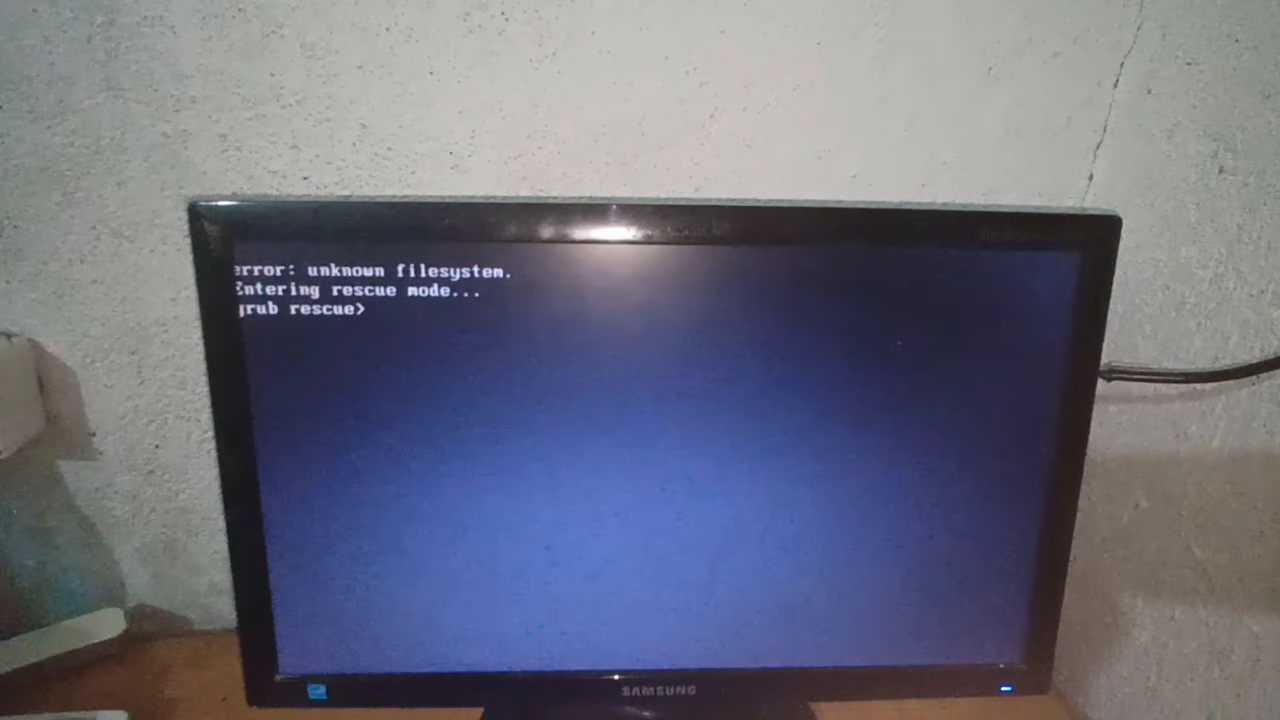 error: unknown filesystem.
Entering rescue mode...
grub rescue>
SAMSUNG